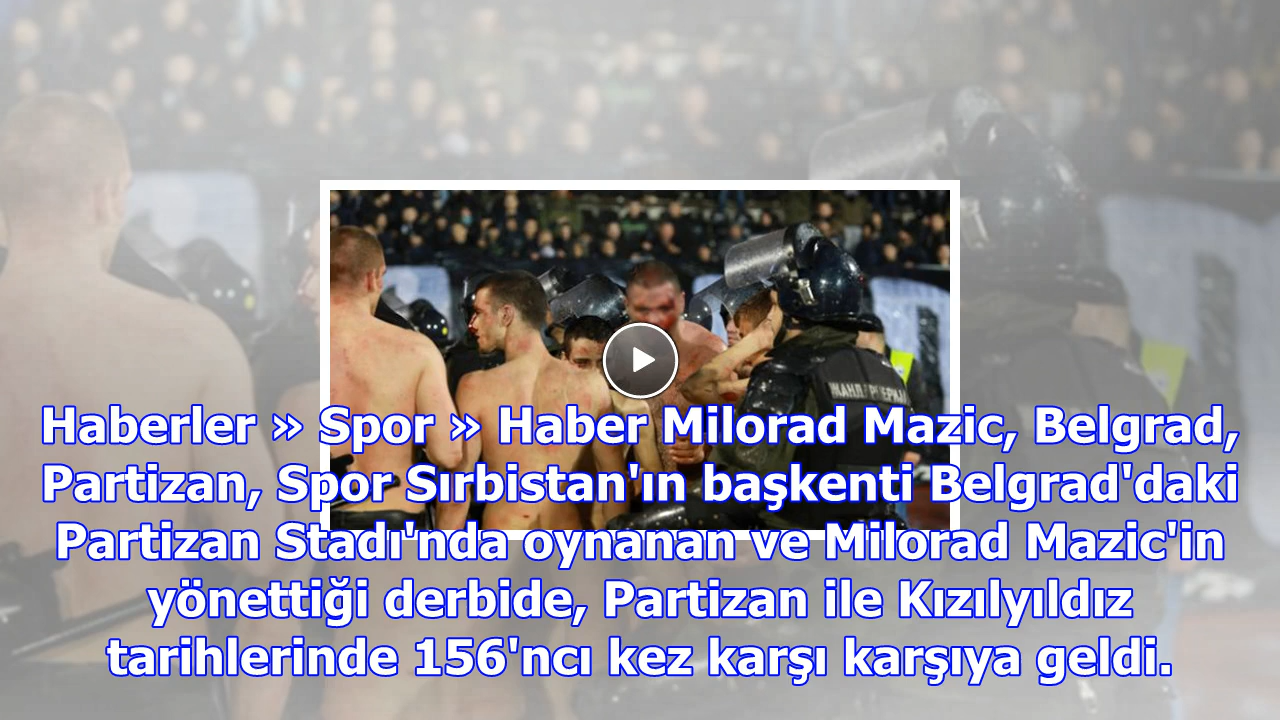 ЖАНДАРМЕРИЈА
Haberler » Spor » Haber Milorad Mazic, Belgrad,
Partizan, Spor Sırbistan'ın başkenti Belgrad'daki
Partizan Stadı'nda oynanan ve Milorad Mazic'in
yönettiği derbide, Partizan ile Kızılyıldız
tarihlerinde 156'ncı kez karşı karşıya geldi.